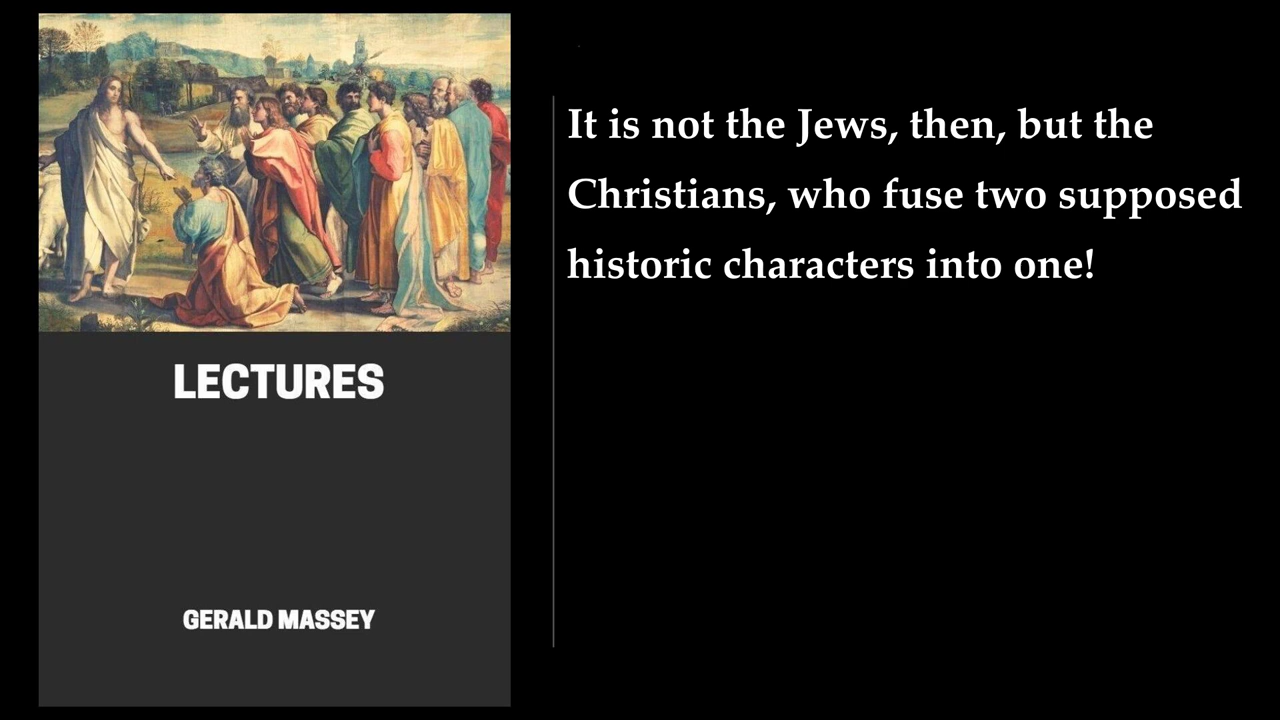 LECTURES
GERALD MASSEY
It is not the Jews, then, but the
Christians, who fuse two supposed
historic characters into one!